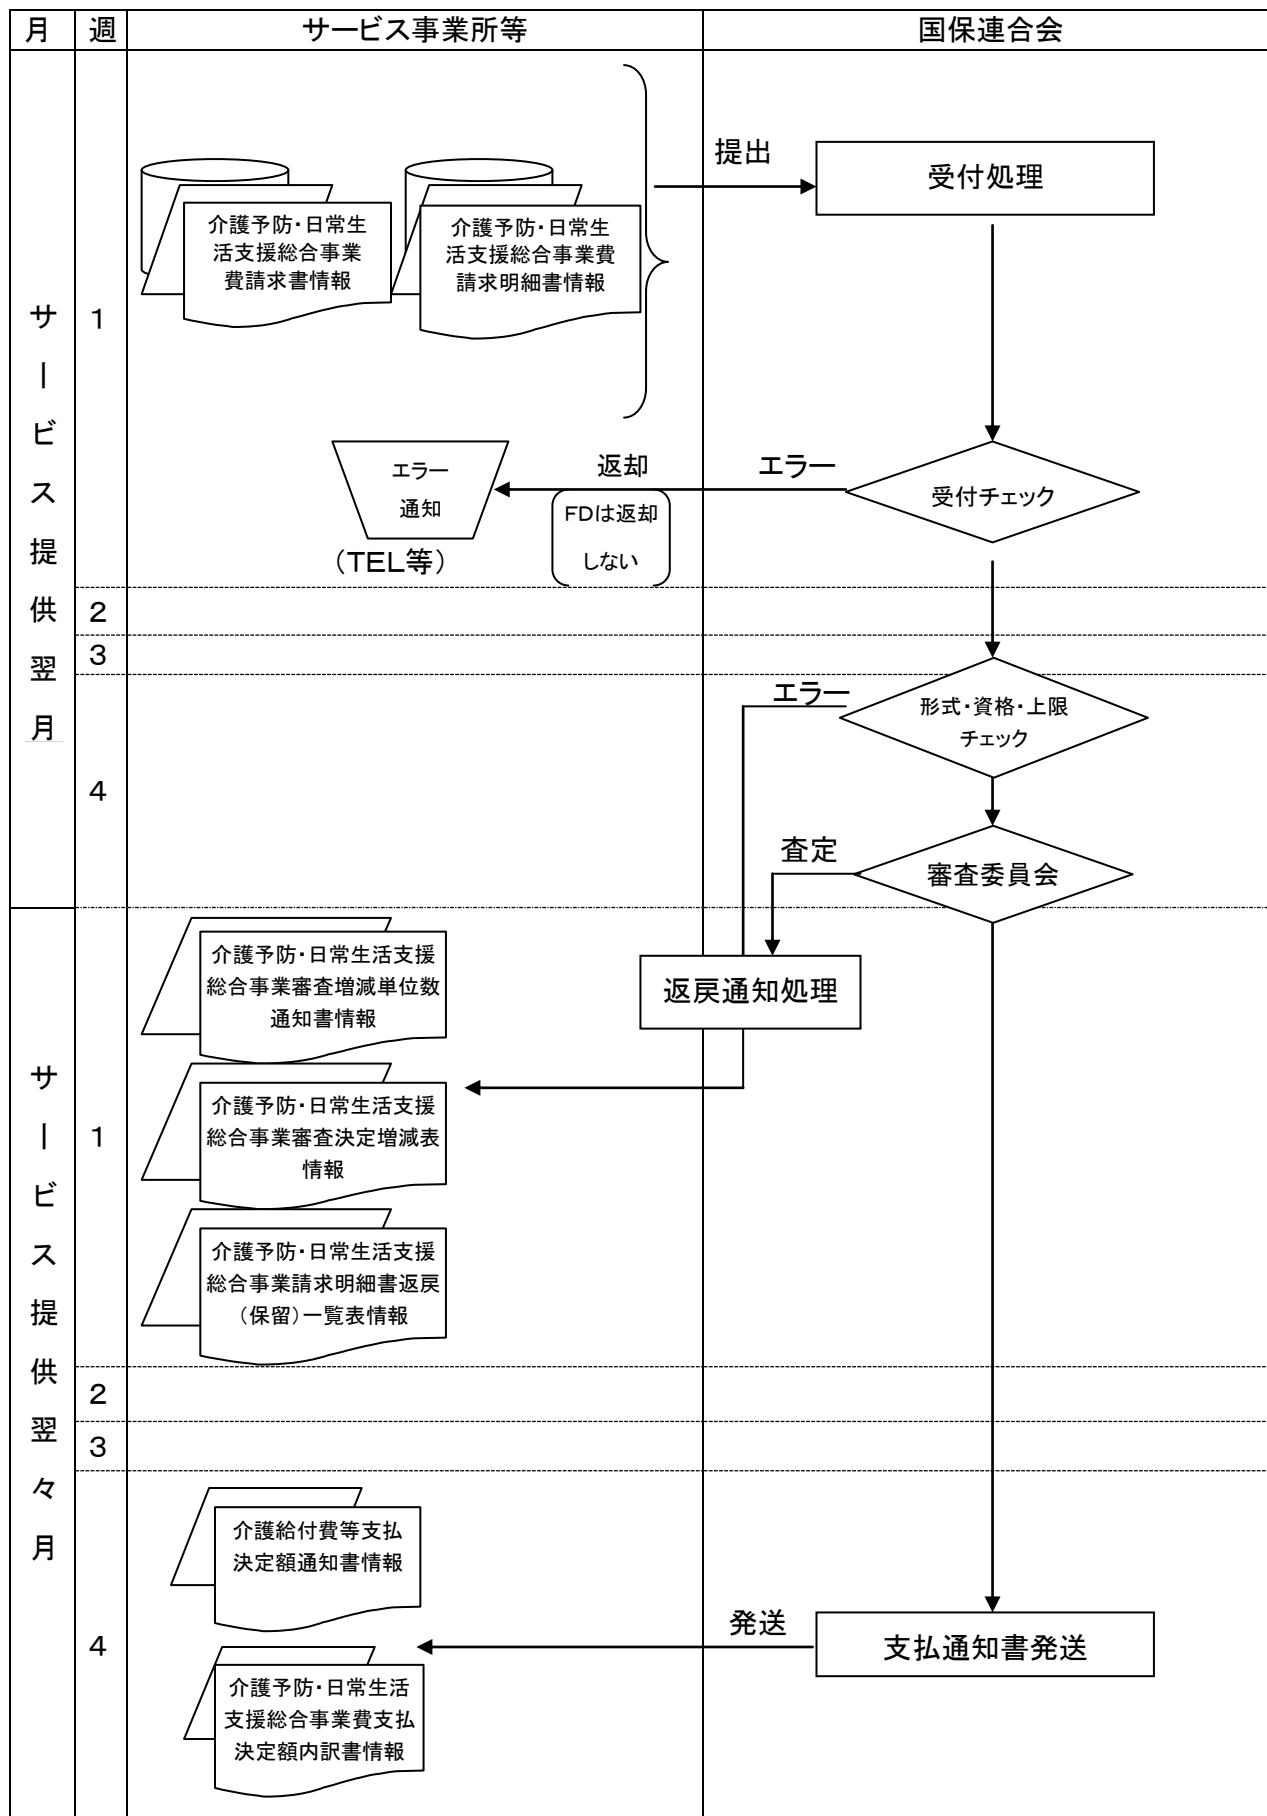 月 週 サービス事業所等 国保連合会
サービス提供翌月
1
介護予防・日常生
活支援総合事業
費請求書情報
介護予防・日常生
活支援総合事業費
請求明細書情報
提出
受付処理
エラー
通知
(TEL等)
返却
FDは返却
しない
エラー
受付チェック
2
3
4
エラー
形式・資格・上限
チェック
査定
審査委員会
サービス提供翌々月
1
介護予防・日常生活支援
総合事業審査増減単位数
通知書情報
返戻通知処理
介護予防・日常生活支援
総合事業審査決定増減表
情報
介護予防・日常生活支援
総合事業請求明細書返戻
(保留)一覧表情報
2
3
4
介護給付費等支払
決定額通知書情報
発送
支払通知書発送
介護予防・日常生活
支援総合事業費支払
決定額内訳書情報